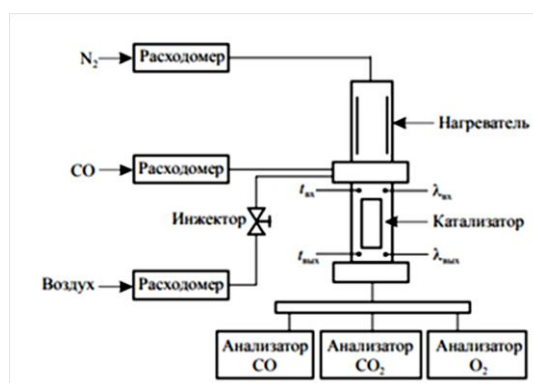 N₂ Расходомер
Нагреватель
CO Расходомер
tвх λвх
Инжектор
Катализатор
tвых λвых
Воздух Расходомер
Анализатор CO
Анализатор CO₂
Анализатор O₂